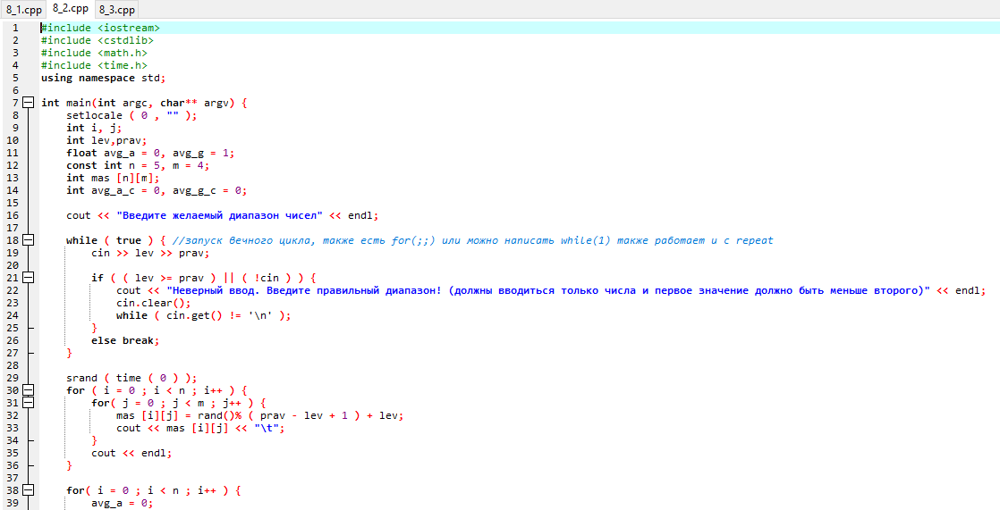 8_1.cpp 8_2.cpp 8_3.cpp
1 #include <iostream>
2 #include <cstdlib>
3 #include <math.h>
4 #include <time.h>
5 using namespace std;
6
7 int main(int argc, char** argv) {
8 setlocale ( 0 , "" );
9 int i, j;
10 int lev,prav;
11 float avg_a = 0, avg_g = 1;
12 const int n = 5, m = 4;
13 int mas [n][m];
14 int avg_a_c = 0, avg_g_c = 0;
15
16 cout << "Введите желаемый диапазон чисел" << endl;
17
18 while ( true ) { //запуск вечного цикла, также есть for(;;) или можно написать while(1) также работает и с repeat
19 cin >> lev >> prav;
20
21 if ( ( lev >= prav ) || ( !cin ) ) {
22 cout << "Неверный ввод. Введите правильный диапазон! (должны вводиться только числа и первое значение должно быть меньше второго)" << endl;
23 cin.clear();
24 while ( cin.get() != '\n' );
25 }
26 else break;
27 }
28
29 srand ( time ( 0 ) );
30 for ( i = 0 ; i < n ; i++ ) {
31 for( j = 0 ; j < m ; j++ ) {
32 mas [i][j] = rand()% ( prav - lev + 1 ) + lev;
33 cout << mas [i][j] << "\t";
34 }
35 cout << endl;
36 }
37
38 for( i = 0 ; i < n ; i++ ) {
39 avg_a = 0;